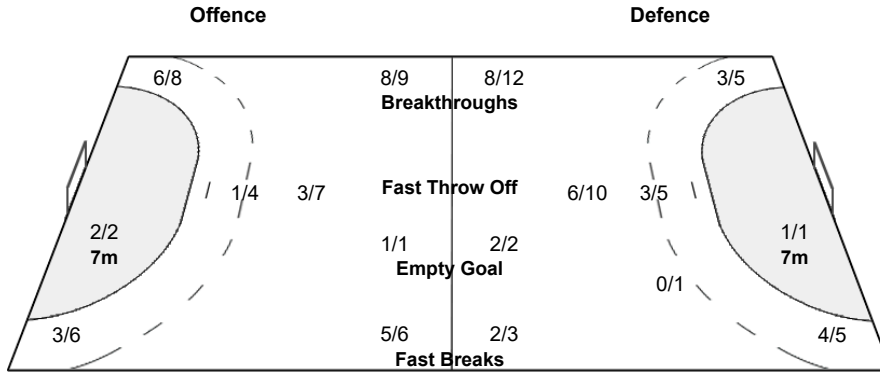 Offence Defence
6/8 8/9 8/12 3/5
Breakthroughs
1/4 3/7 Fast Throw Off 6/10 3/5
2/2 1/1 2/2 1/1
7m Empty Goal 7m
0/1
3/6 5/6 2/3 4/5
Fast Breaks